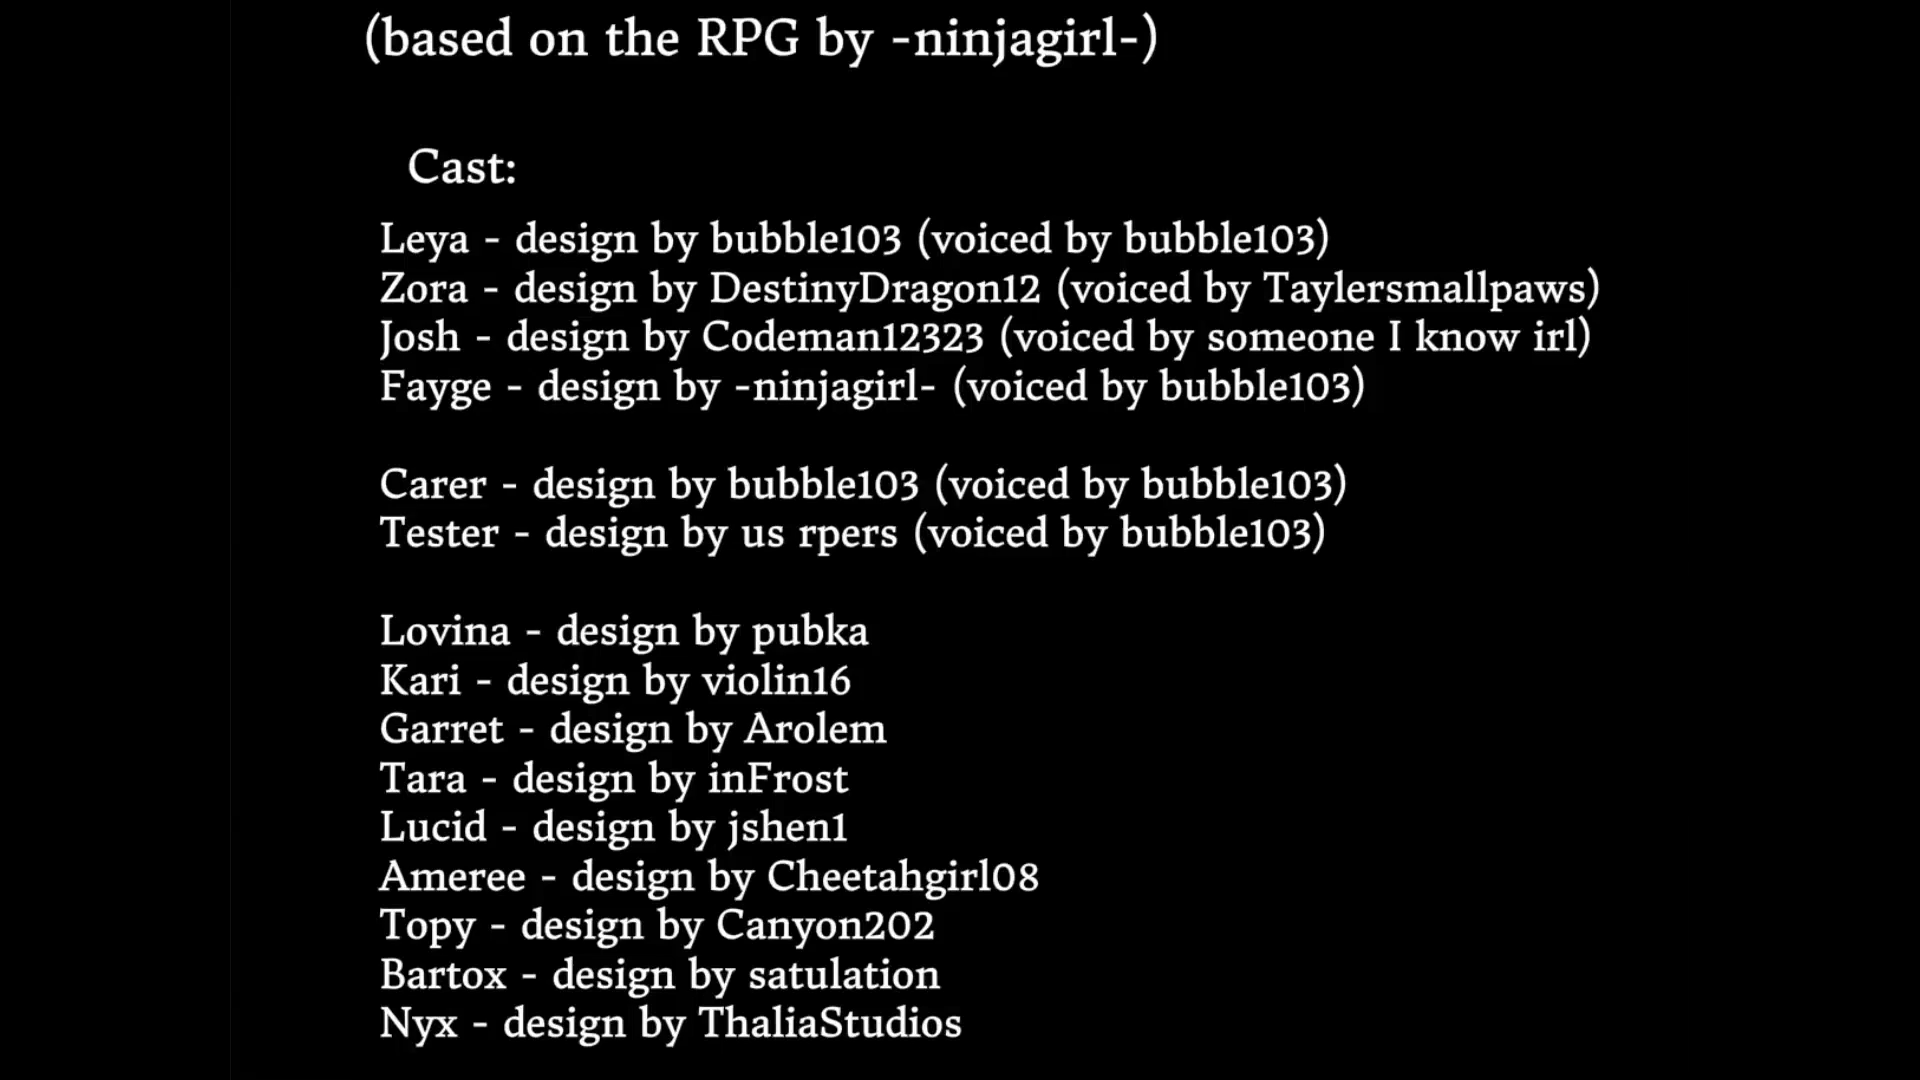 (based on the RPG by -ninjagirl-)
Cast:
Leya - design by bubble103 (voiced by bubble103)
Zora - design by DestinyDragon12 (voiced by Taylersmallpaws)
Josh - design by Codeman12323 (voiced by someone I know irl)
Fayge - design by -ninjagirl- (voiced by bubble103)
Carer - design by bubble103 (voiced by bubble103)
Tester - design by us rpers (voiced by bubble103)
Lovina - design by pubka
Kari - design by violin16
Garret - design by Arolem
Tara - design by inFrost
Lucid - design by jshen1
Ameree - design by Cheetahgirl08
Topy - design by Canyon202
Bartox - design by satulation
Nyx - design by ThaliaStudios